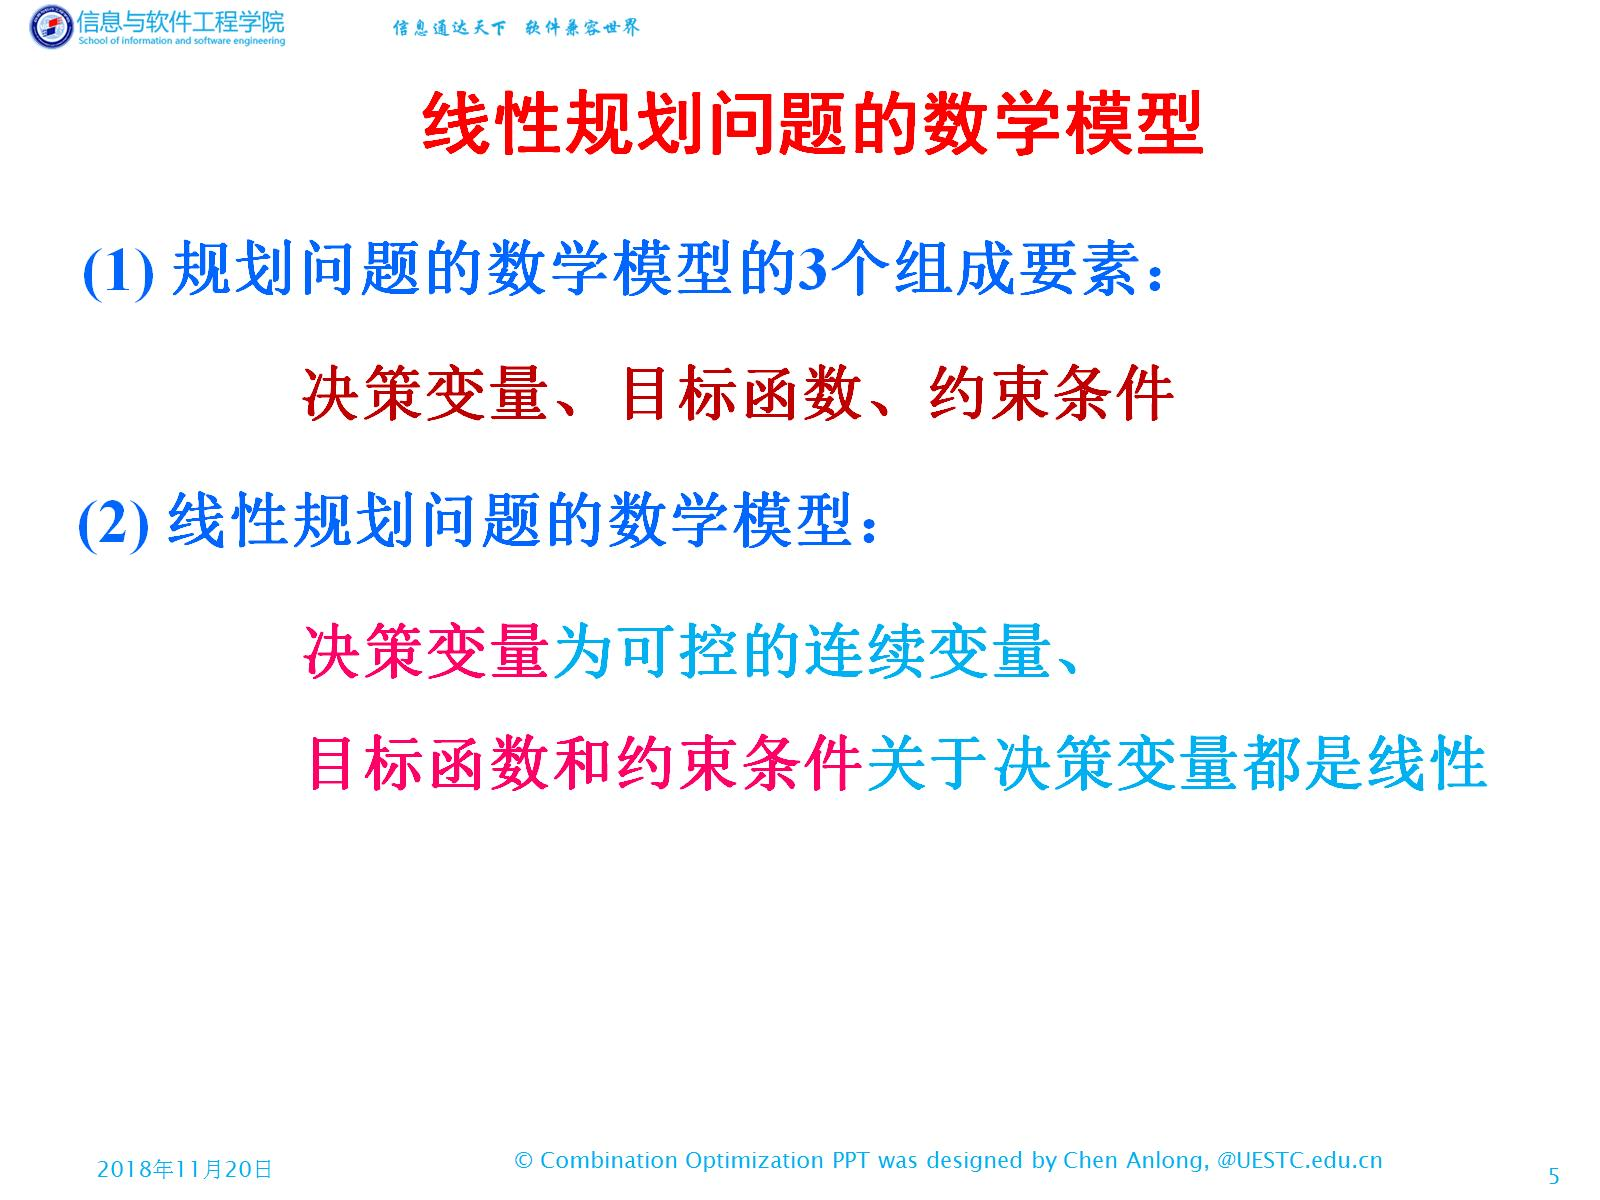 信息与软件工程学院
School of information and software engineering
信息通达天下 软件兼容世界
线性规划问题的数学模型
(1) 规划问题的数学模型的3个组成要素：
决策变量、目标函数、约束条件
(2) 线性规划问题的数学模型：
决策变量为可控的连续变量、
目标函数和约束条件关于决策变量都是线性
2018年11月20日
© Combination Optimization PPT was designed by Chen Anlong, @UESTC.edu.cn
5